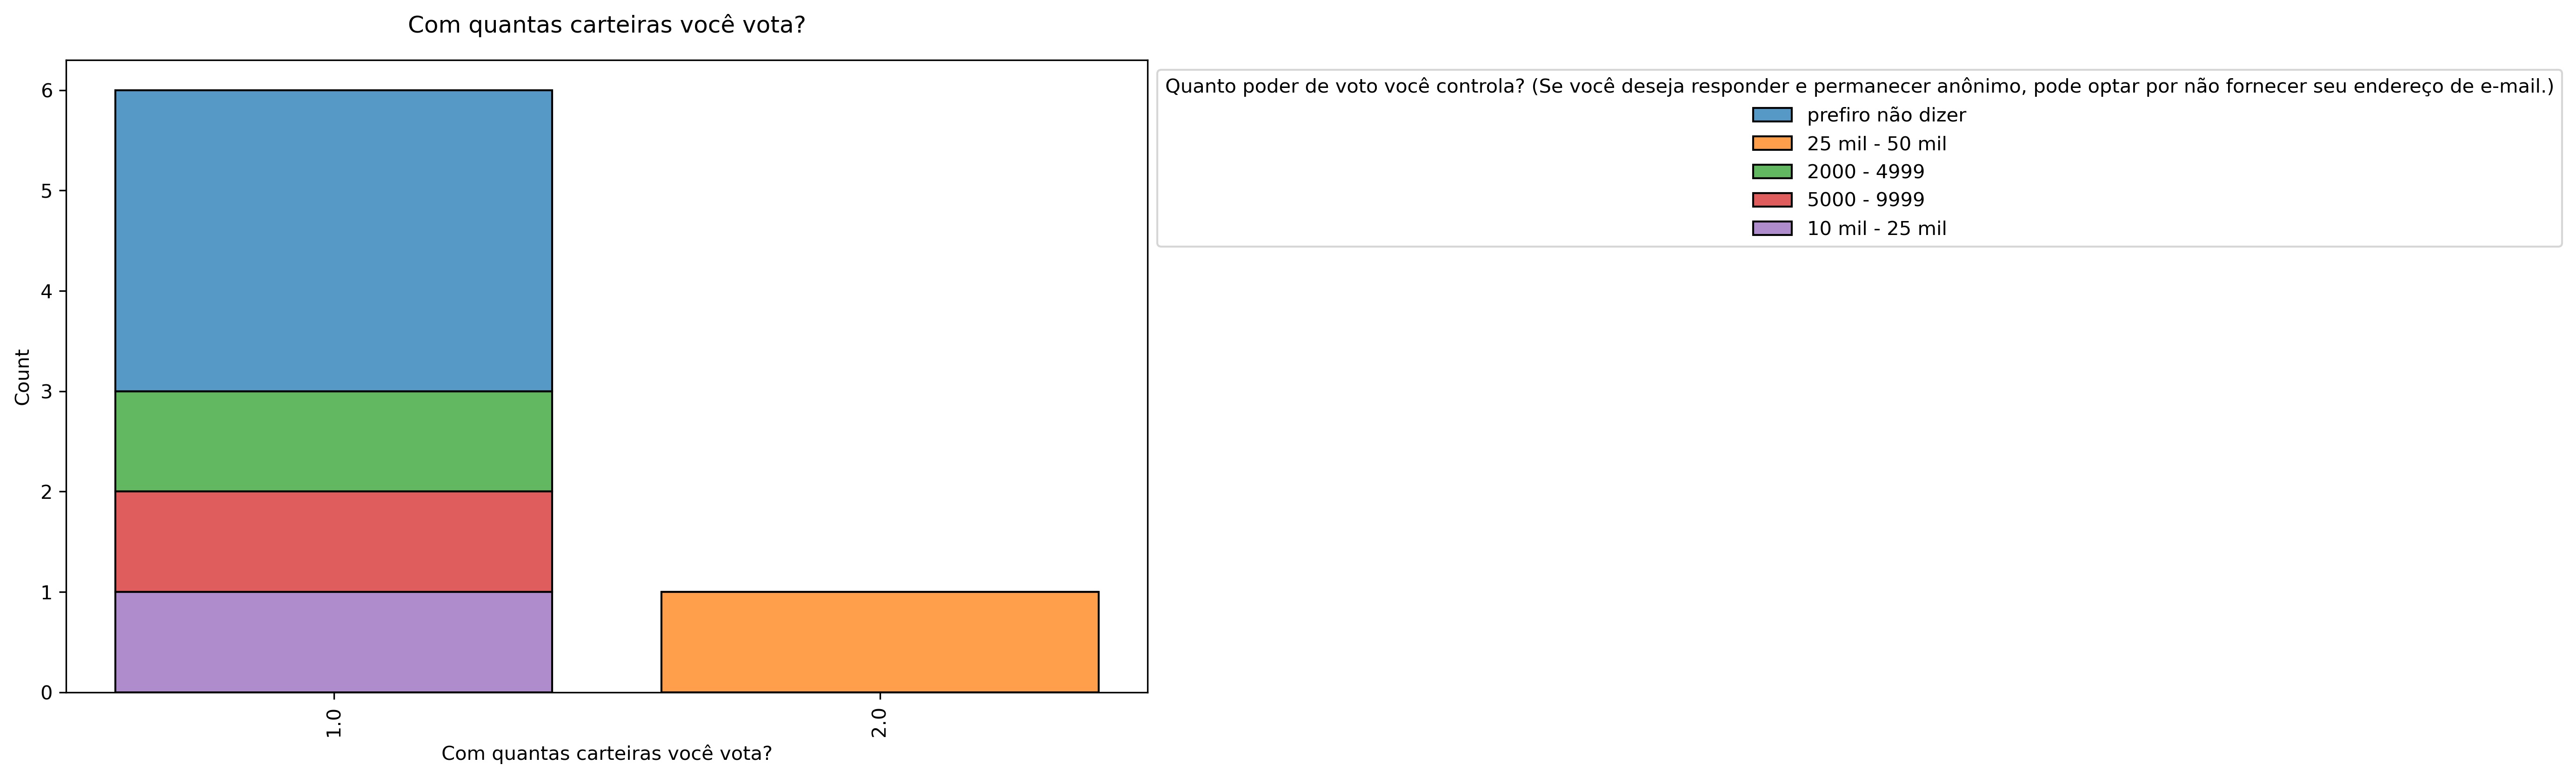 Com quantas carteiras você vota?
Quanto poder de voto você controla? (Se você deseja responder e permanecer anônimo, pode optar por não fornecer seu endereço de e-mail.)
prefiro não dizer
25 mil - 50 mil
2000 - 4999
5000 - 9999
10 mil - 25 mil
6
5
4
3
2
1
0
Count
1.0
2.0
Com quantas carteiras você vota?